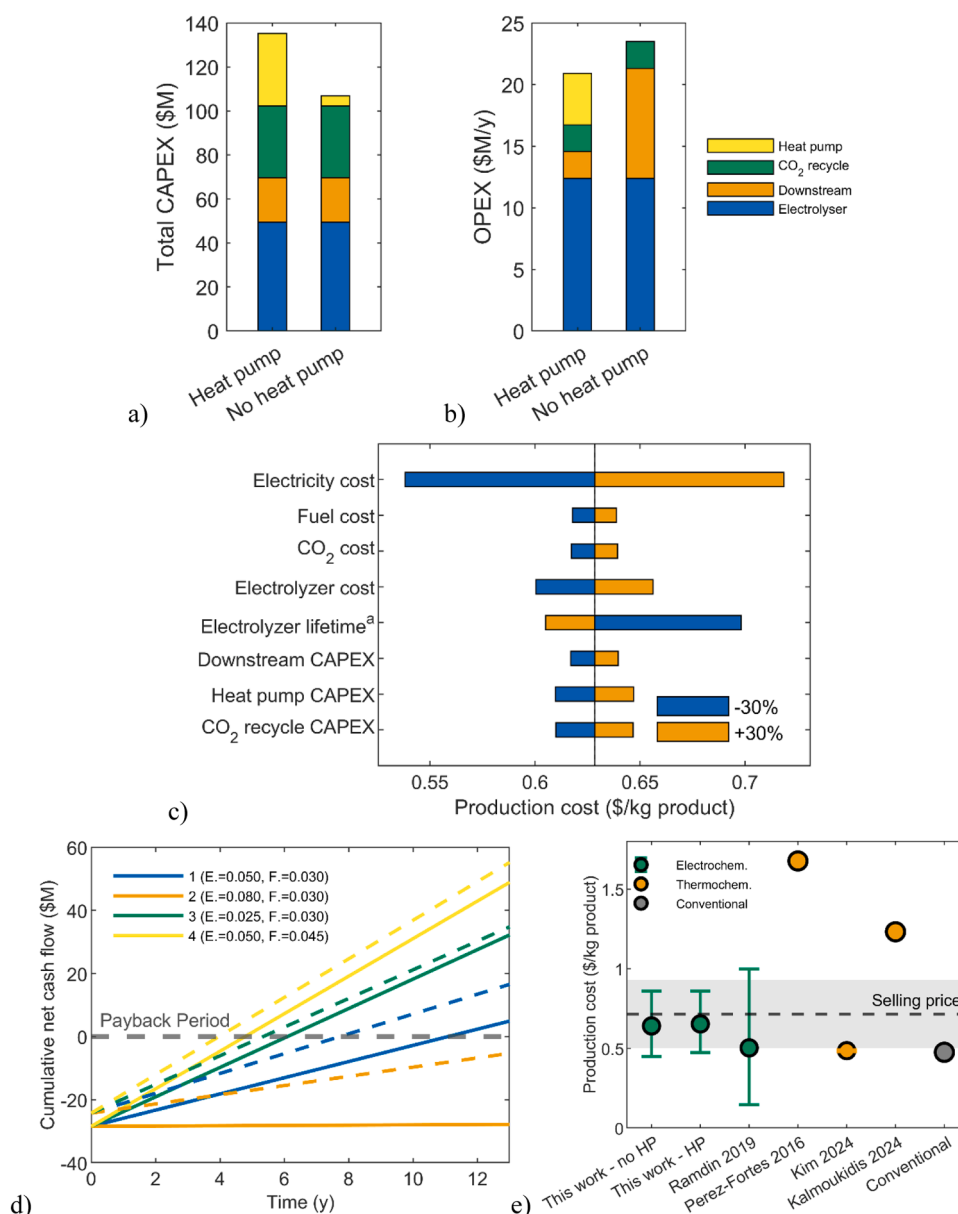 a)
Total CAPEX ($M)
140
120
100
80
60
40
20
0
Heat pump
No heat pump
b)
OPEX ($M/y)
25
20
15
10
5
0
Heat pump
No heat pump
Heat pump
CO2 recycle
Downstream
Electrolyser
c)
Electricity cost
Fuel cost
CO2 cost
Electrolyzer cost
Electrolyzer lifetimeᵃ
Downstream CAPEX
Heat pump CAPEX
CO2 recycle CAPEX
-30%
+30%
0.55
0.6
0.65
0.7
Production cost ($/kg product)
d)
Cumulative net cash flow ($M)
60
40
20
0
-20
-40
1 (E.=0.050, F.=0.030)
2 (E.=0.080, F.=0.030)
3 (E.=0.025, F.=0.030)
4 (E.=0.050, F.=0.045)
Payback Period
0
2
4
6
8
10
12
Time (y)
e)
Production cost ($/kg product)
1.5
1
0.5
0
Electrochem.
Thermochem.
Conventional
Selling price
This work - no HP
This work - HP
Ramdin 2019
Perez-Fortes 2016
Kim 2024
Kalmoukidis 2024
Conventional